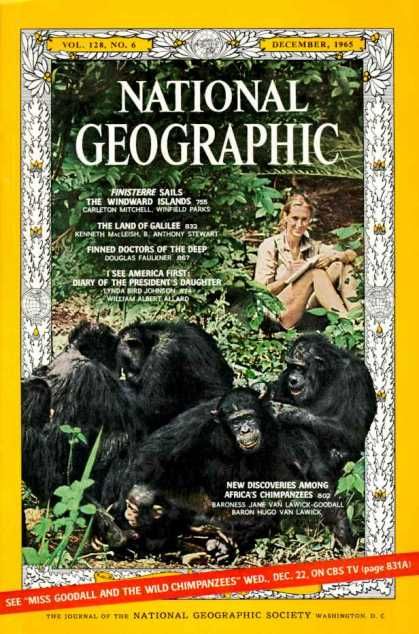 VOL. 128, NO. 6
DECEMBER, 1965
NATIONAL
GEOGRAPHIC
FINISTERRE SAILS
THE WINDWARD ISLANDS 755
CARLETON MITCHELL, WINFIELD PARKS
THE LAND OF GALILEE 832
KENNETH MacLEISH, B. ANTHONY STEWART
FINNED DOCTORS OF THE DEEP
DOUGLAS FAULKNER 867
I SEE AMERICA FIRST:
DIARY OF THE PRESIDENT'S DAUGHTER
LYNDA BIRD JOHNSON 874
WILLIAM ALBERT ALLARD
NEW DISCOVERIES AMONG
AFRICA'S CHIMPANZEES 802
BARONESS JANE VAN LAWICK-GOODALL
BARON HUGO VAN LAWICK
SEE "MISS GOODALL AND THE WILD CHIMPANZEES" WED., DEC. 22, ON CBS TV (page 831A)
THE JOURNAL OF THE NATIONAL GEOGRAPHIC SOCIETY WASHINGTON, D. C.